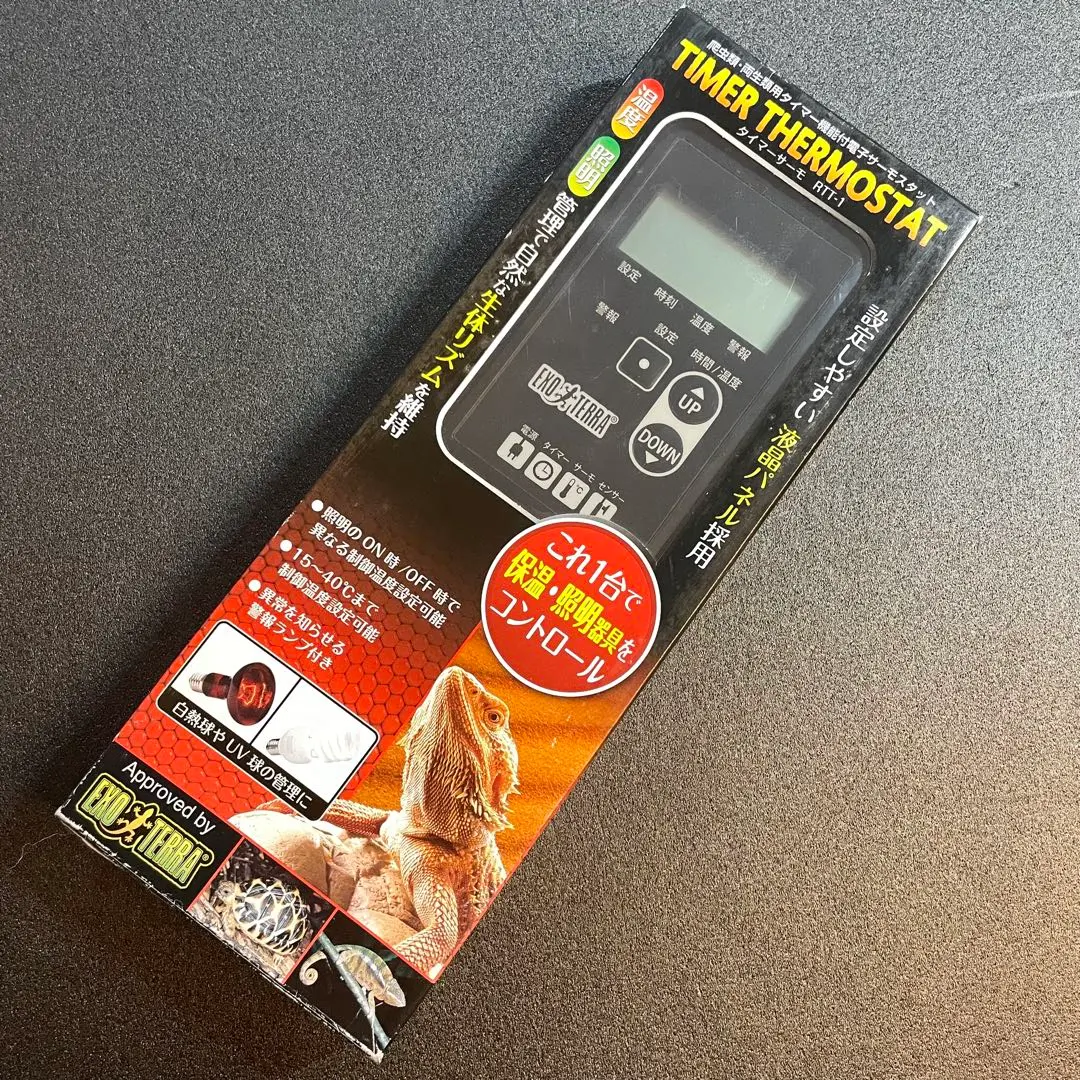 爬虫類・両生類用タイマー機能付電子サーモスタット
TIMER THERMOSTAT
タイマーサーモ RTT-1
温度
照明
管理で自然な生体リズムを維持
設定しやすい液晶パネル採用
設定
時刻
温度
警報
警報
設定
時間/温度
UP
DOWN
EXO TERRA®
電源
タイマー
サーモ
センサー
℃
これ1台で
保温・照明器具を
コントロール
●照明のON時/OFF時で
異なる制御温度設定可能
●15~40℃まで
制御温度設定可能
●異常を知らせる
警報ランプ付き
白熱球やUV球の管理に
Approved by
EXO TERRA®